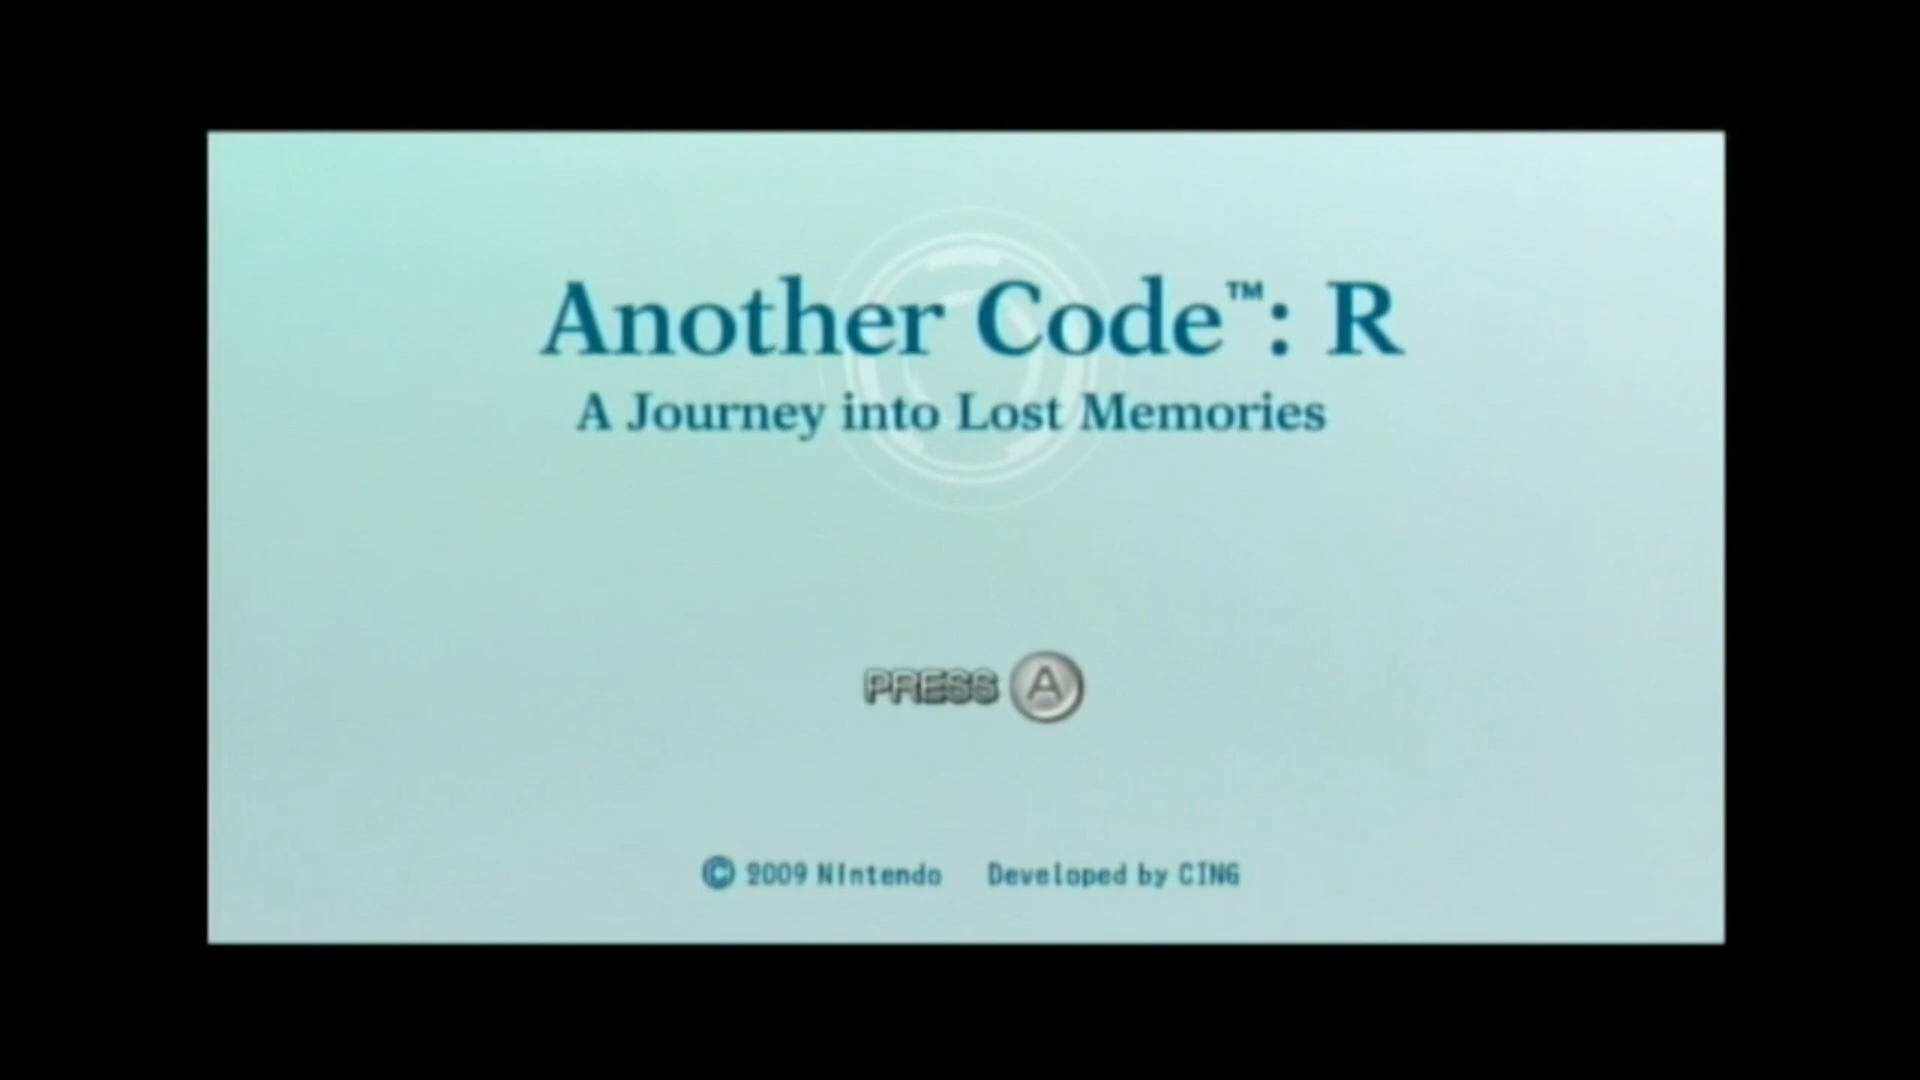 Another Code™: R
A Journey into Lost Memories
PRESS A
© 2009 Nintendo Developed by CING